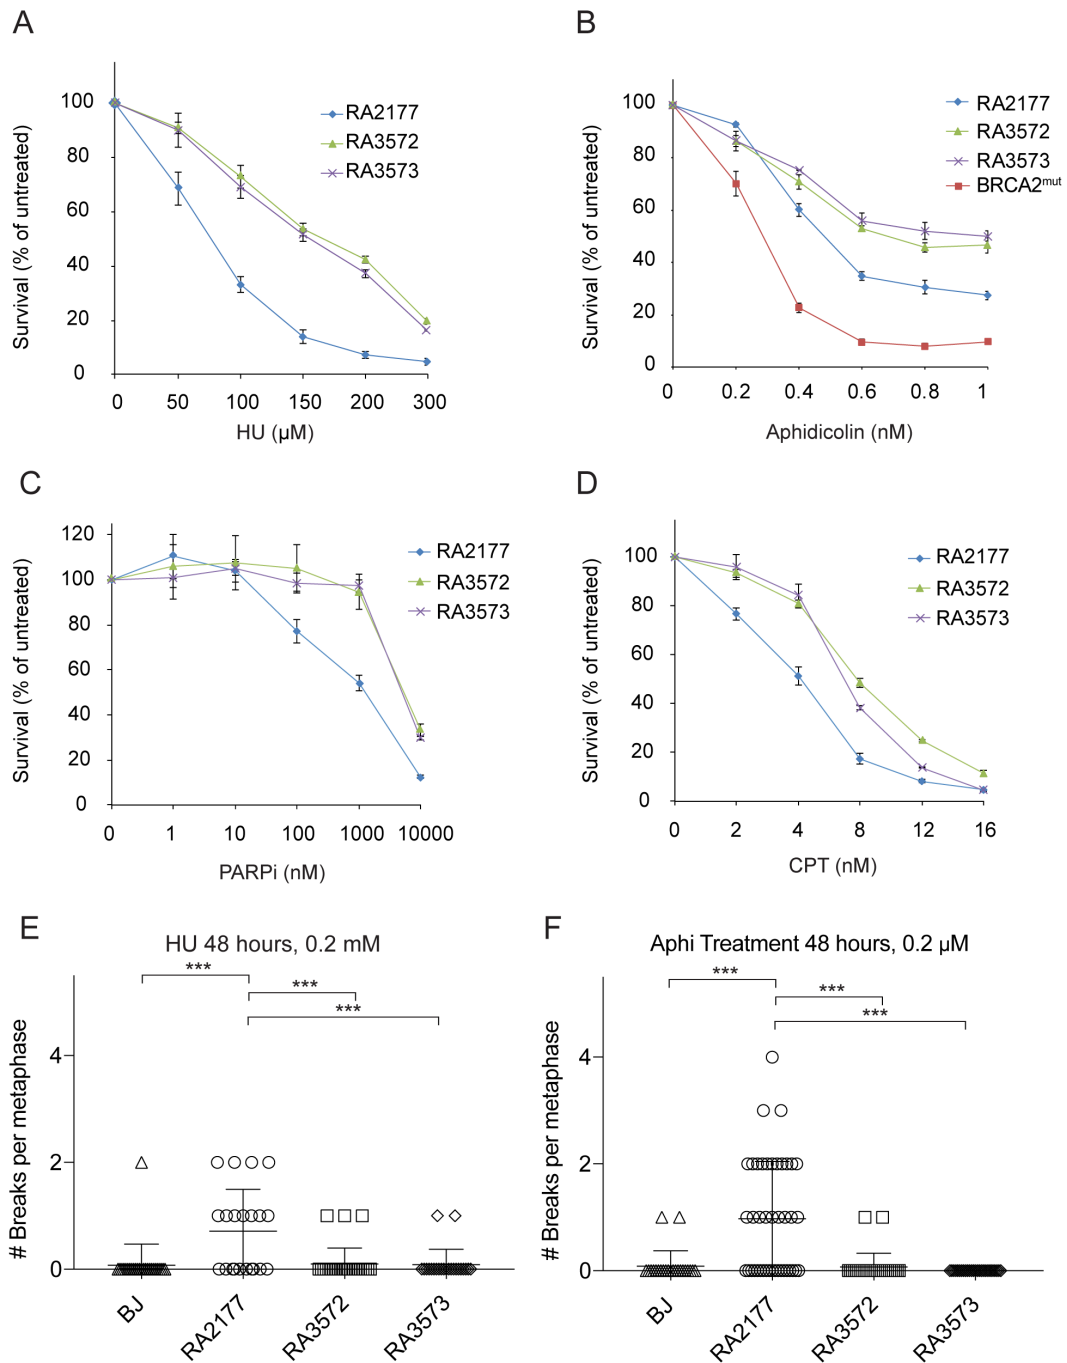 A
Survival (% of untreated)
100
80
60
40
20
0
0 50 100 150 200 300
HU (µM)
RA2177
RA3572
RA3573
B
Survival (% of untreated)
100
80
60
40
20
0
0 0.2 0.4 0.6 0.8 1
Aphidicolin (nM)
RA2177
RA3572
RA3573
BRCA2mut
C
Survival (% of untreated)
120
100
80
60
40
20
0
0 1 10 100 1000 10000
PARPi (nM)
RA2177
RA3572
RA3573
D
Survival (% of untreated)
100
80
60
40
20
0
0 2 4 8 12 16
CPT (nM)
RA2177
RA3572
RA3573
E
HU 48 hours, 0.2 mM
***
***
***
# Breaks per metaphase
4
2
0
BJ
RA2177
RA3572
RA3573
F
Aphi Treatment 48 hours, 0.2 µM
***
***
***
# Breaks per metaphase
4
2
0
BJ
RA2177
RA3572
RA3573